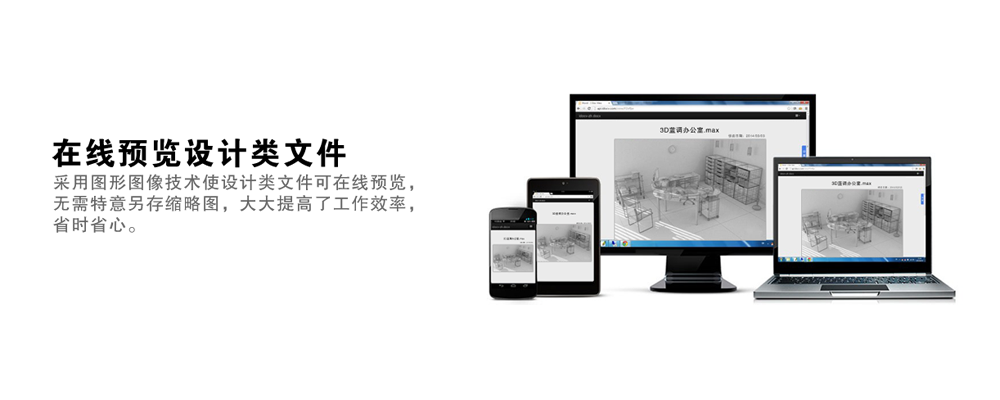 在线预览设计类文件
采用图形图像技术使设计类文件可在线预览，
无需特意另存缩略图，大大提高了工作效率，
省时省心。
3D蓝调办公室.max
3D蓝调办公室.max